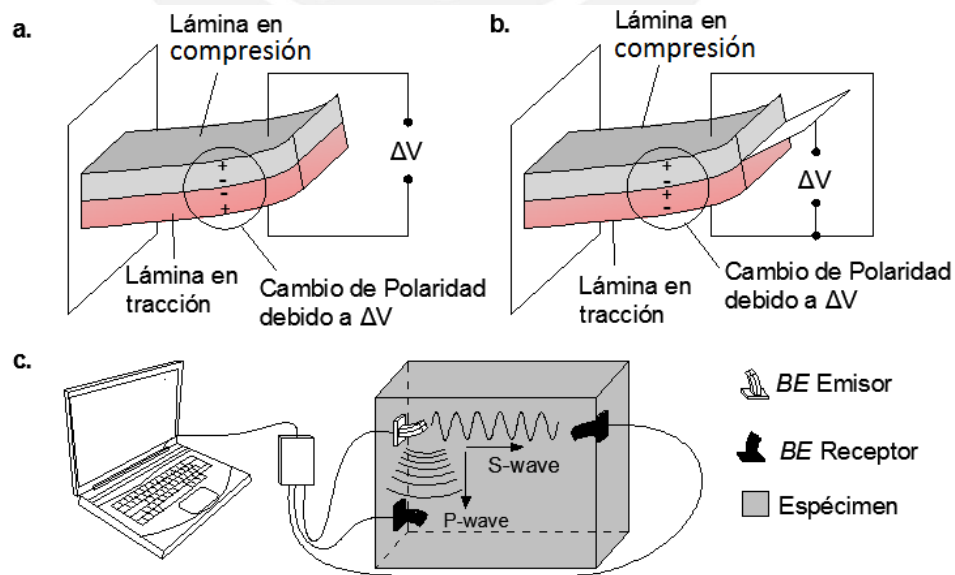 a.
Lámina en
compresión
+
-
-
+
ΔV
Lámina en
tracción
Cambio de Polaridad
debido a ΔV
b.
Lámina en
compresión
+
-
+
-
ΔV
Lámina en
tracción
Cambio de Polaridad
debido a ΔV
c.
S-wave
P-wave
BE Emisor
BE Receptor
Espécimen